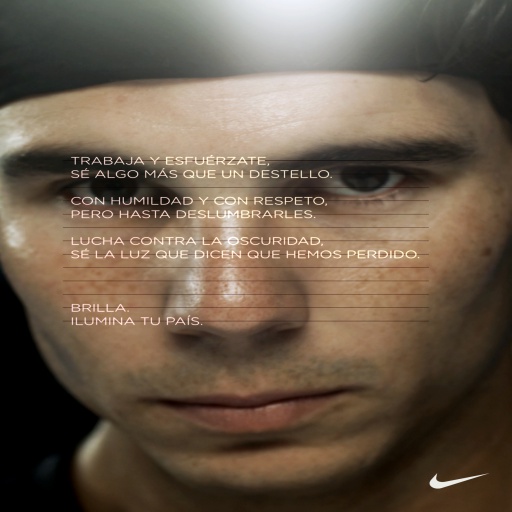 TRABAJA Y ESFUÉRZATE,
SÉ ALGO MÁS QUE UN DESTELLO.
CON HUMILDAD Y CON RESPETO,
PERO HASTA DESLUMBRARLES.
LUCHA CONTRA LA OSCURIDAD,
SÉ LA LUZ QUE DICEN QUE HEMOS PERDIDO.
BRILLA.
ILUMINA TU PAÍS.